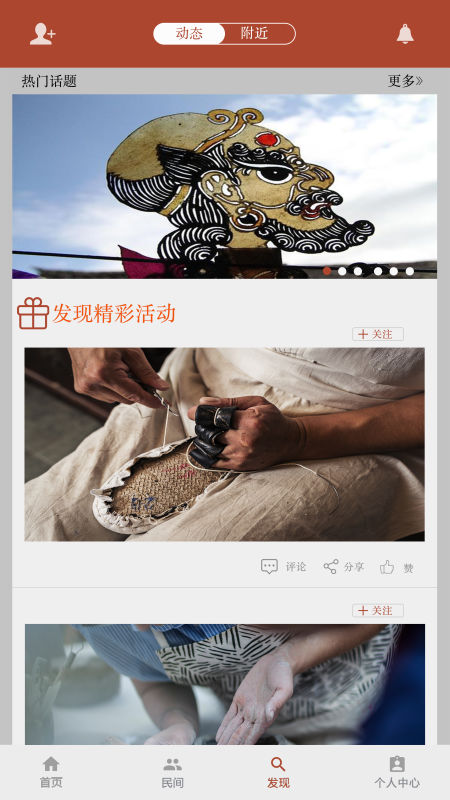 动态 附近
热门话题 更多》
发现精彩活动
+关注
评论 分享 赞
+关注
首页 民间 发现 个人中心